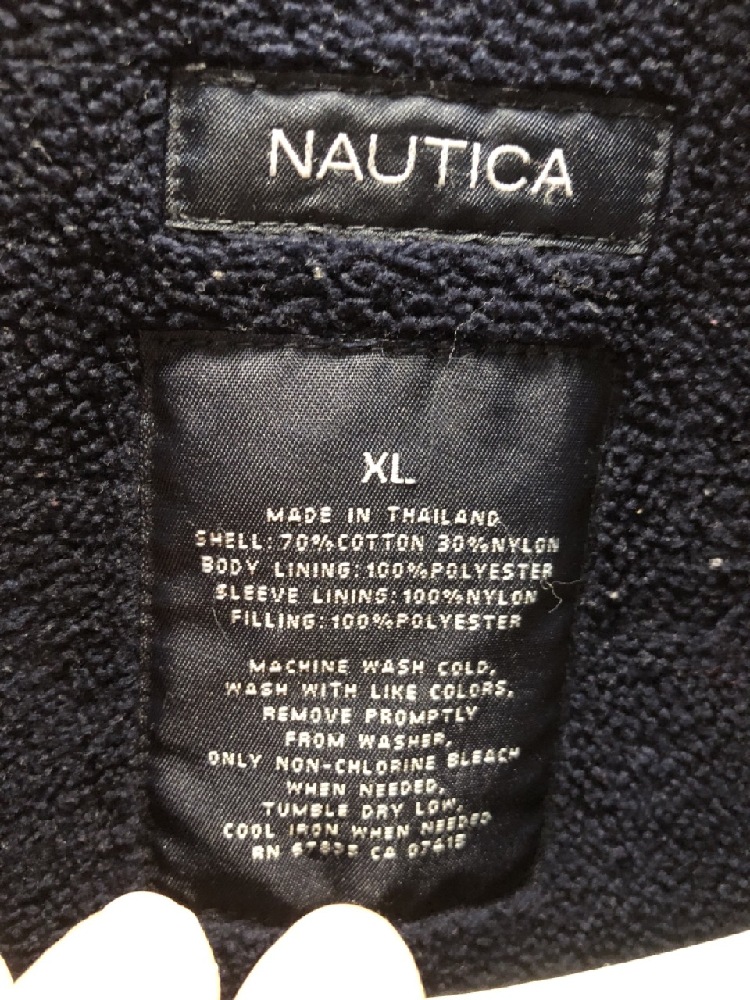 NAUTICA
XL
MADE IN THAILAND
SHELL: 70%COTTON 30%NYLON
BODY LINING: 100%POLYESTER
SLEEVE LINING: 100%NYLON
FILLING: 100%POLYESTER
MACHINE WASH COLD,
WASH WITH LIKE COLORS,
REMOVE PROMPTLY
FROM WASHER,
ONLY NON-CHLORINE BLEACH
WHEN NEEDED,
TUMBLE DRY LOW,
COOL IRON WHEN NEEDED
RN CA